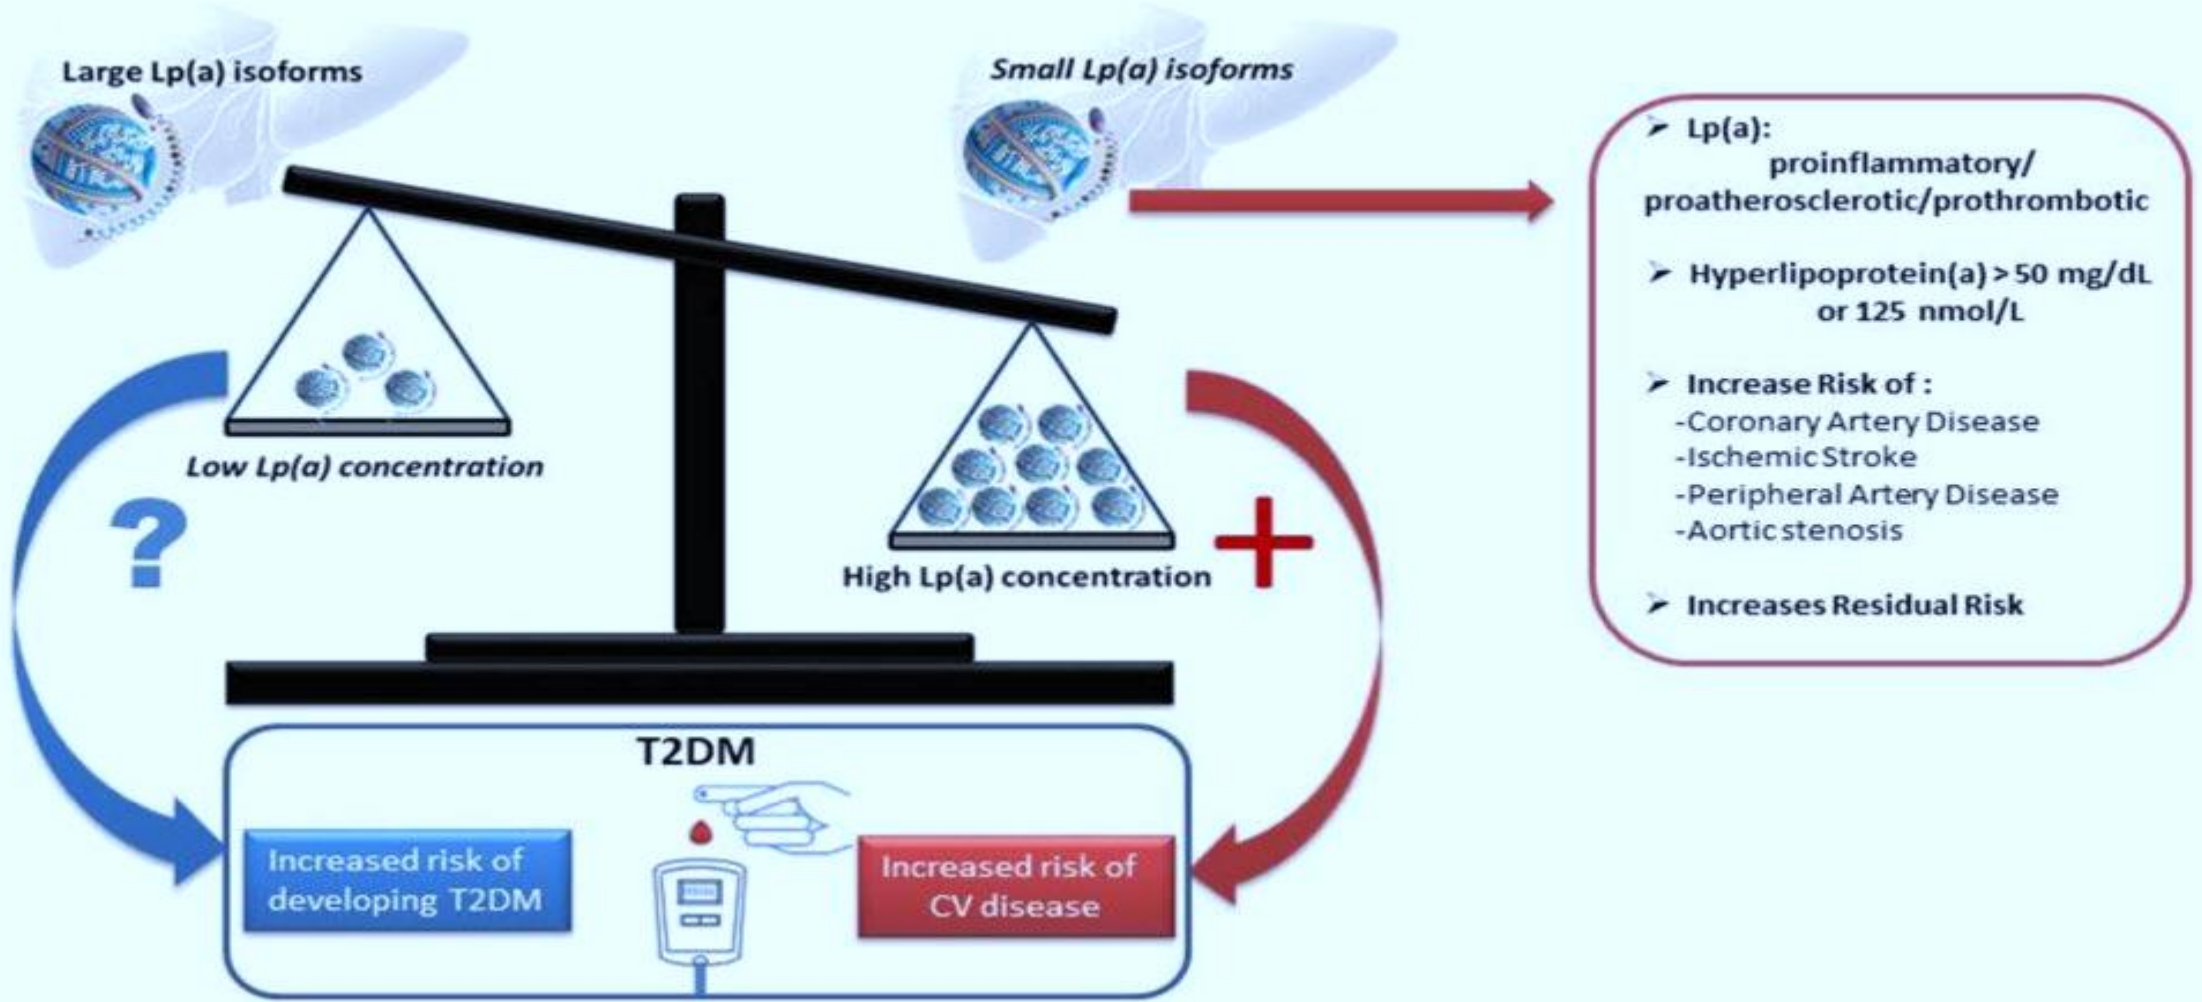 Large Lp(a) isoforms
Small Lp(a) isoforms
Low Lp(a) concentration
?
High Lp(a) concentration
+
T2DM
Increased risk of
developing T2DM
Increased risk of
CV disease
➢ Lp(a):
proinflammatory/
proatherosclerotic/prothrombotic
➢ Hyperlipoprotein(a) > 50 mg/dL
or 125 nmol/L
➢ Increase Risk of :
-Coronary Artery Disease
-Ischemic Stroke
-Peripheral Artery Disease
-Aortic stenosis
➢ Increases Residual Risk